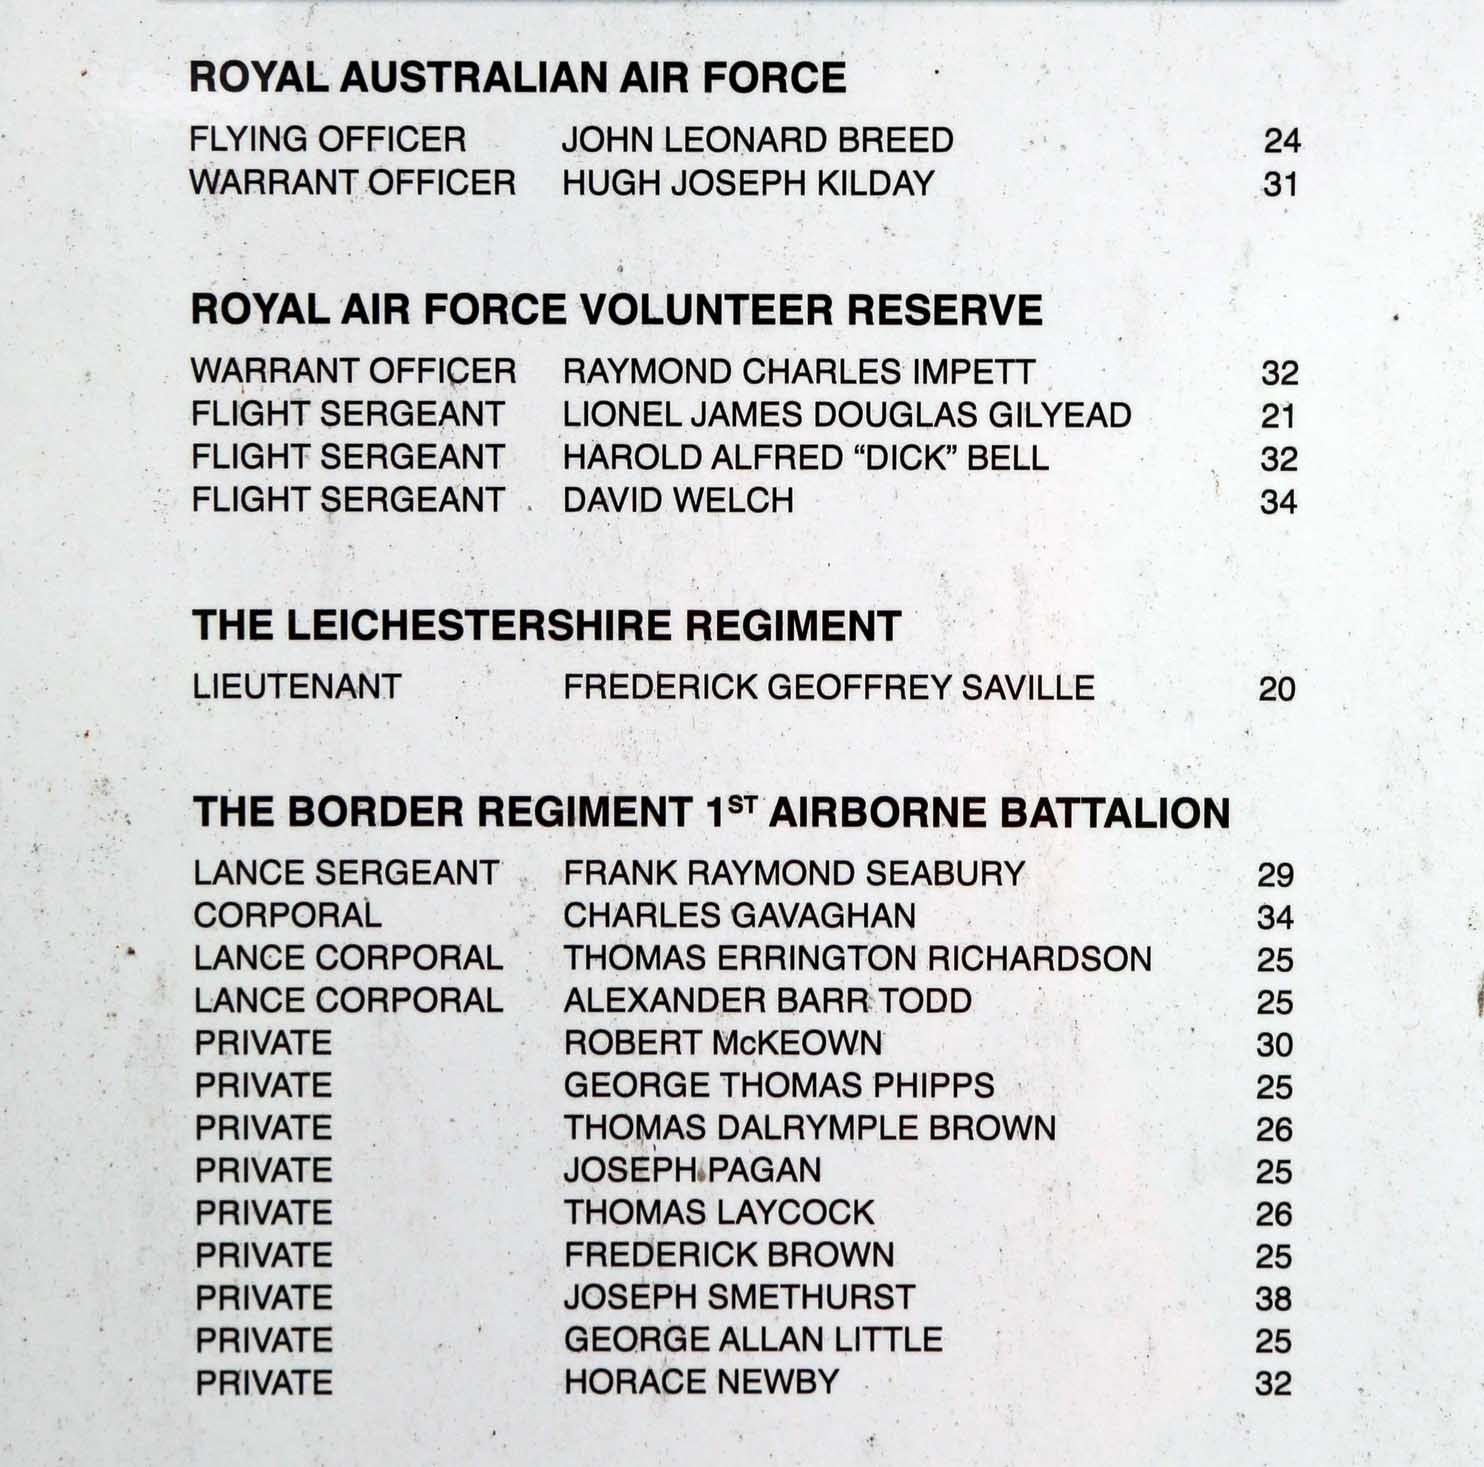 ROYAL AUSTRALIAN AIR FORCE
FLYING OFFICER JOHN LEONARD BREED 24
WARRANT OFFICER HUGH JOSEPH KILDAY 31
ROYAL AIR FORCE VOLUNTEER RESERVE
WARRANT OFFICER RAYMOND CHARLES IMPETT 32
FLIGHT SERGEANT LIONEL JAMES DOUGLAS GILYEAD 21
FLIGHT SERGEANT HAROLD ALFRED “DICK” BELL 32
FLIGHT SERGEANT DAVID WELCH 34
THE LEICHESTERSHIRE REGIMENT
LIEUTENANT FREDERICK GEOFFREY SAVILLE 20
THE BORDER REGIMENT 1ST AIRBORNE BATTALION
LANCE SERGEANT FRANK RAYMOND SEABURY 29
CORPORAL CHARLES GAVAGHAN 34
LANCE CORPORAL THOMAS ERRINGTON RICHARDSON 25
LANCE CORPORAL ALEXANDER BARR TODD 25
PRIVATE ROBERT McKEOWN 30
PRIVATE GEORGE THOMAS PHIPPS 25
PRIVATE THOMAS DALRYMPLE BROWN 26
PRIVATE JOSEPH PAGAN 25
PRIVATE THOMAS LAYCOCK 26
PRIVATE FREDERICK BROWN 25
PRIVATE JOSEPH SMETHURST 38
PRIVATE GEORGE ALLAN LITTLE 25
PRIVATE HORACE NEWBY 32